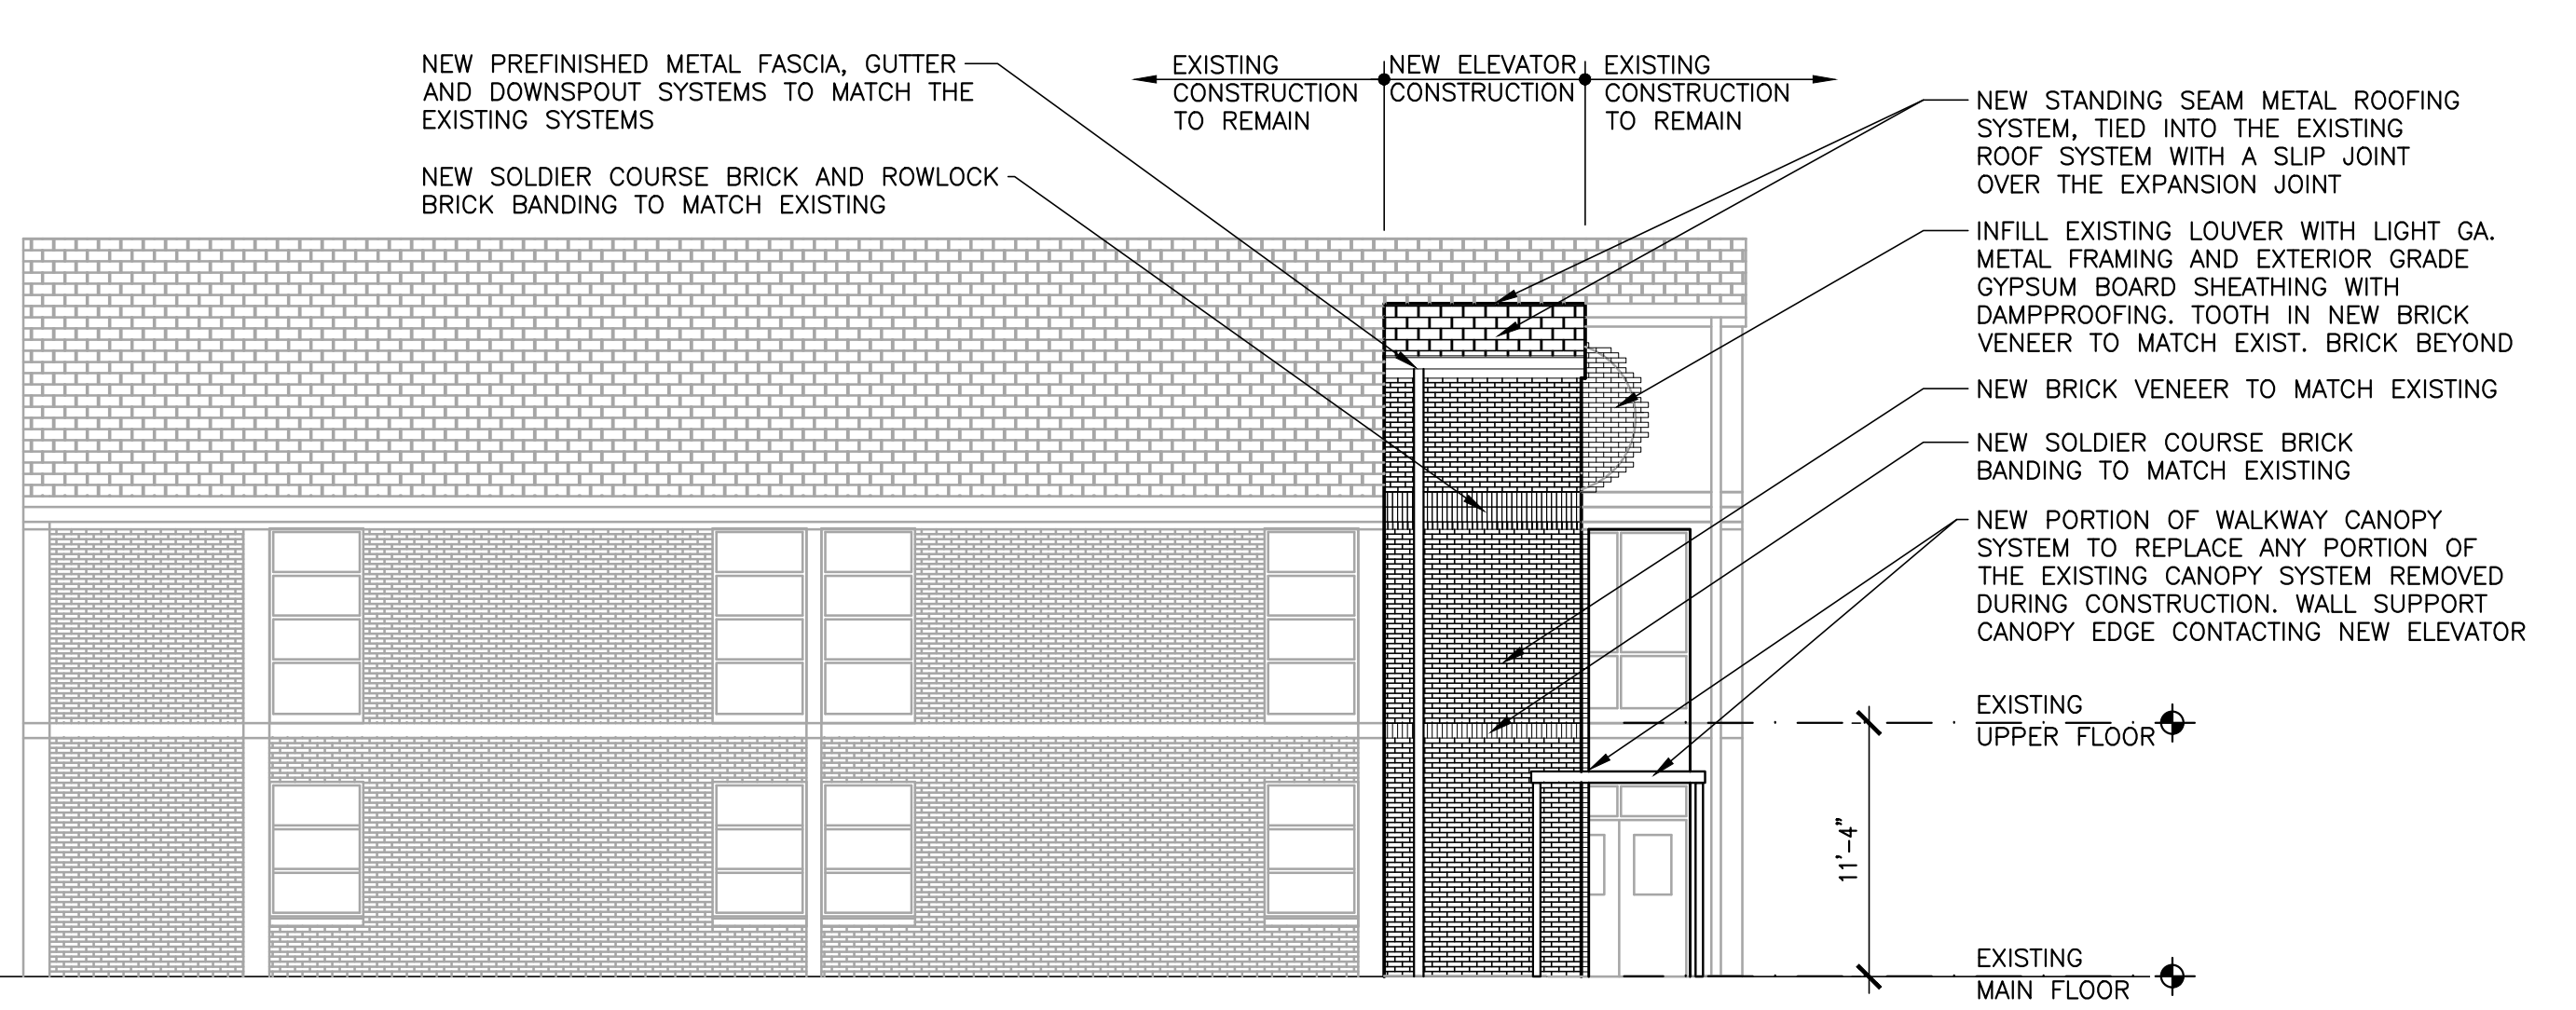 NEW PREFINISHED METAL FASCIA, GUTTER
AND DOWNSPOUT SYSTEMS TO MATCH THE
EXISTING SYSTEMS
NEW SOLDIER COURSE BRICK AND ROWLOCK
BRICK BANDING TO MATCH EXISTING
EXISTING
CONSTRUCTION
TO REMAIN
NEW ELEVATOR
CONSTRUCTION
EXISTING
CONSTRUCTION
TO REMAIN
NEW STANDING SEAM METAL ROOFING
SYSTEM, TIED INTO THE EXISTING
ROOF SYSTEM WITH A SLIP JOINT
OVER THE EXPANSION JOINT
INFILL EXISTING LOUVER WITH LIGHT GA.
METAL FRAMING AND EXTERIOR GRADE
GYPSUM BOARD SHEATHING WITH
DAMPPROOFING. TOOTH IN NEW BRICK
VENEER TO MATCH EXIST. BRICK BEYOND
NEW BRICK VENEER TO MATCH EXISTING
NEW SOLDIER COURSE BRICK
BANDING TO MATCH EXISTING
NEW PORTION OF WALKWAY CANOPY
SYSTEM TO REPLACE ANY PORTION OF
THE EXISTING CANOPY SYSTEM REMOVED
DURING CONSTRUCTION. WALL SUPPORT
CANOPY EDGE CONTACTING NEW ELEVATOR
EXISTING
UPPER FLOOR
11'-4"
EXISTING
MAIN FLOOR